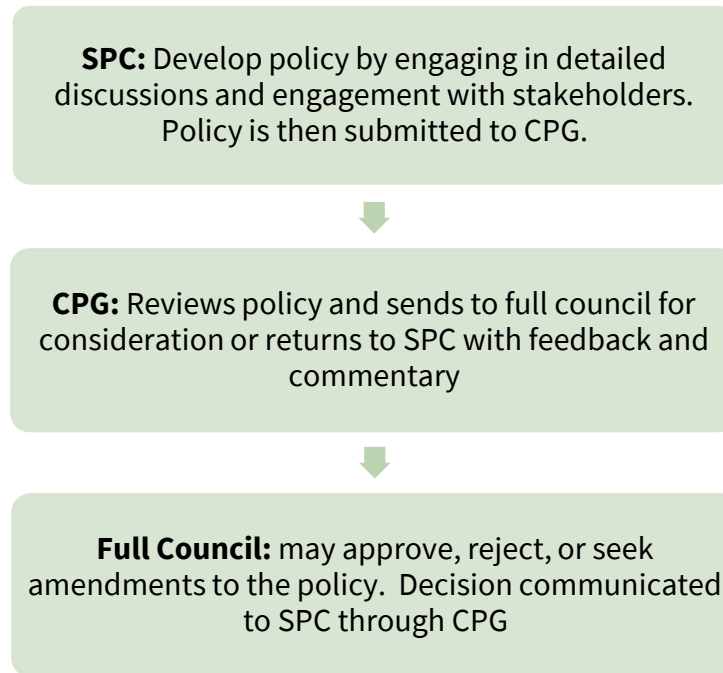 SPC: Develop policy by engaging in detailed
discussions and engagement with stakeholders.
Policy is then submitted to CPG.
CPG: Reviews policy and sends to full council for
consideration or returns to SPC with feedback and
commentary
Full Council: may approve, reject, or seek
amendments to the policy.  Decision communicated
to SPC through CPG